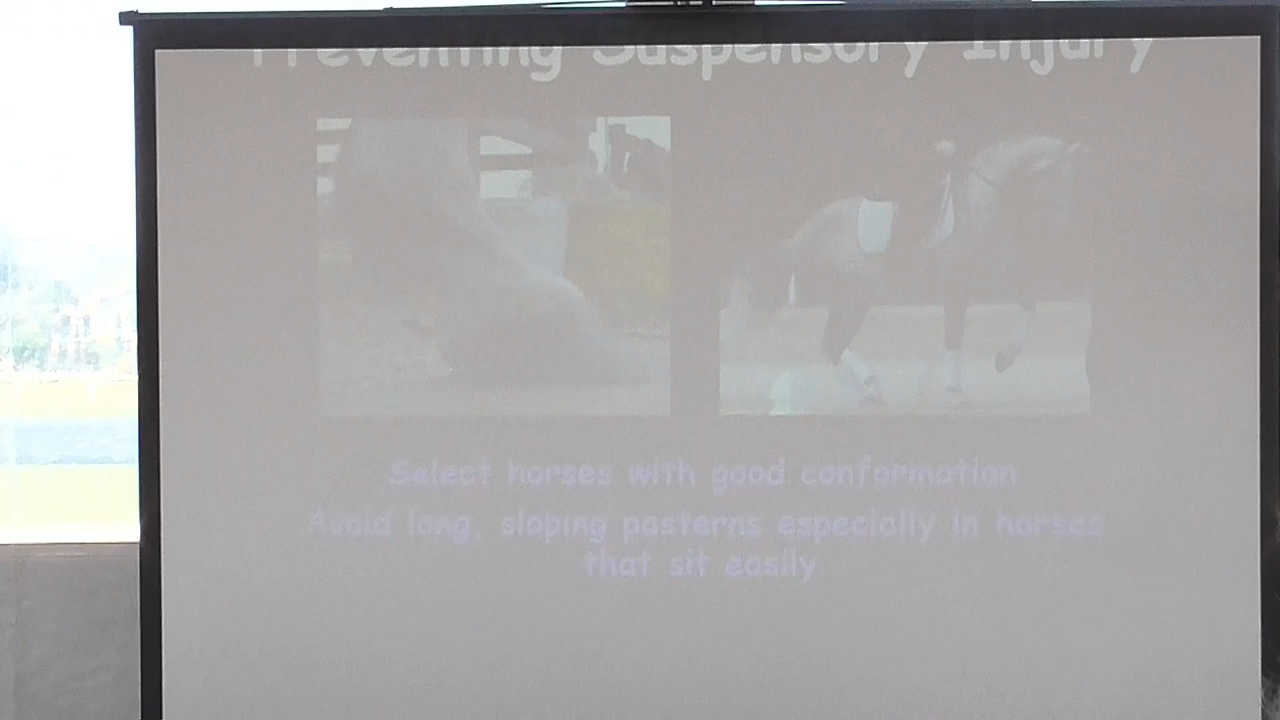 Preventing Suspensory Injury
Select horses with good conformation
Avoid long, sloping pasterns especially in horses
that sit easily